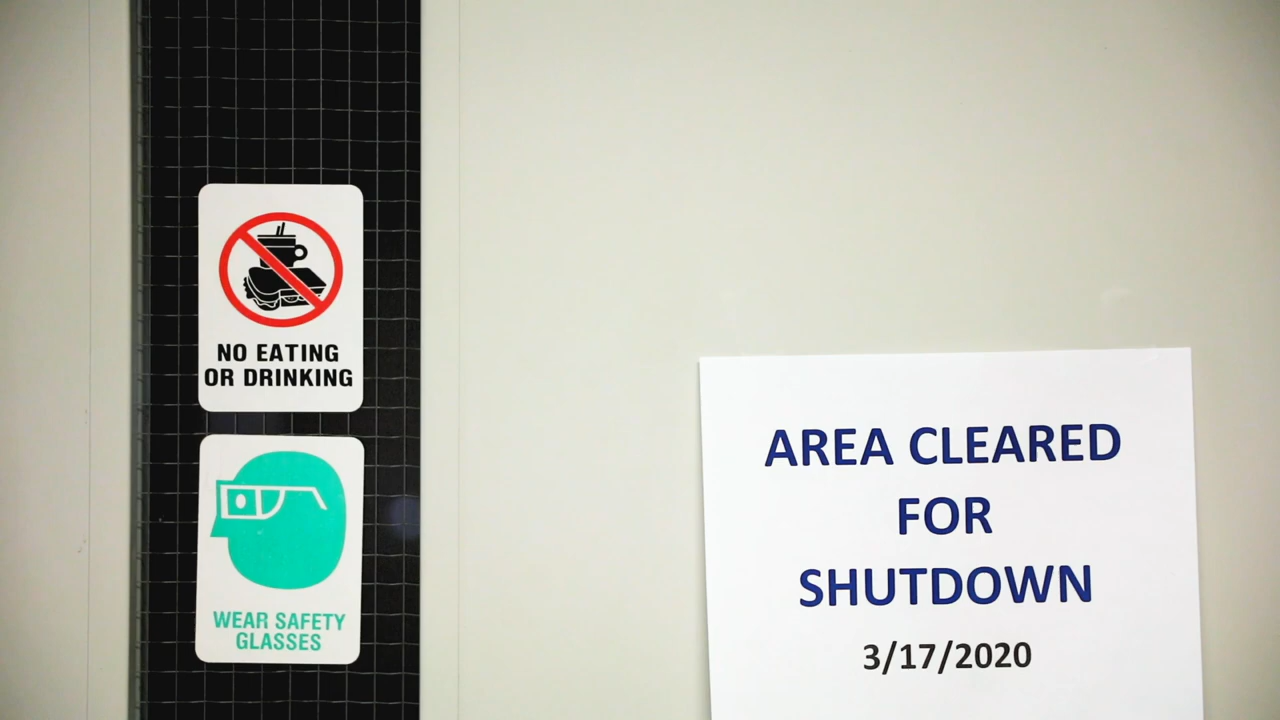 NO EATING
OR DRINKING
WEAR SAFETY
GLASSES
AREA CLEARED
FOR
SHUTDOWN
3/17/2020